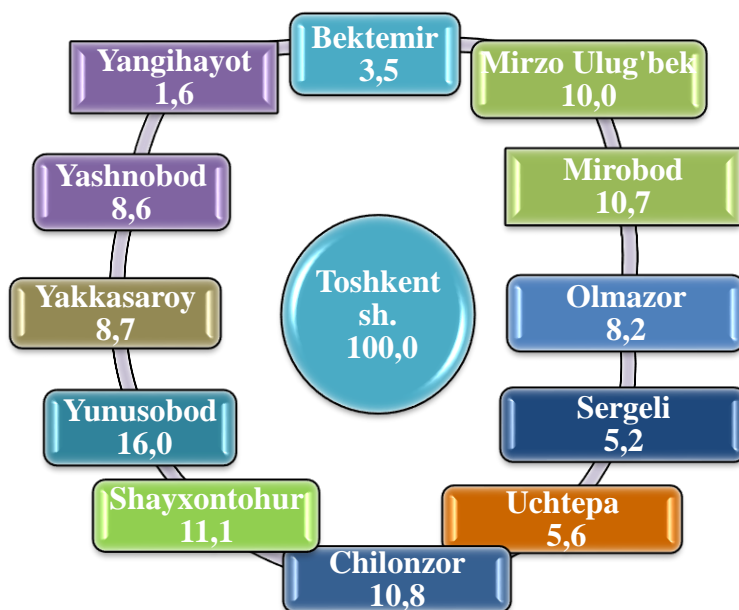 Bektemir
3,5
Mirzo Ulug'bek
10,0
Mirobod
10,7
Olmazor
8,2
Sergeli
5,2
Uchtepa
5,6
Chilonzor
10,8
Shayxontohur
11,1
Yunusobod
16,0
Yakkasaroy
8,7
Yashnobod
8,6
Yangihayot
1,6
Toshkent
sh.
100,0